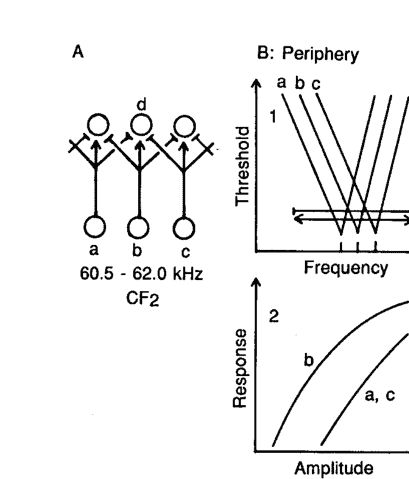 A
d
a b c
60.5 - 62.0 kHz
CF2
B: Periphery
a b c
1
Threshold
Frequency
2
b
a, c
Response
Amplitude